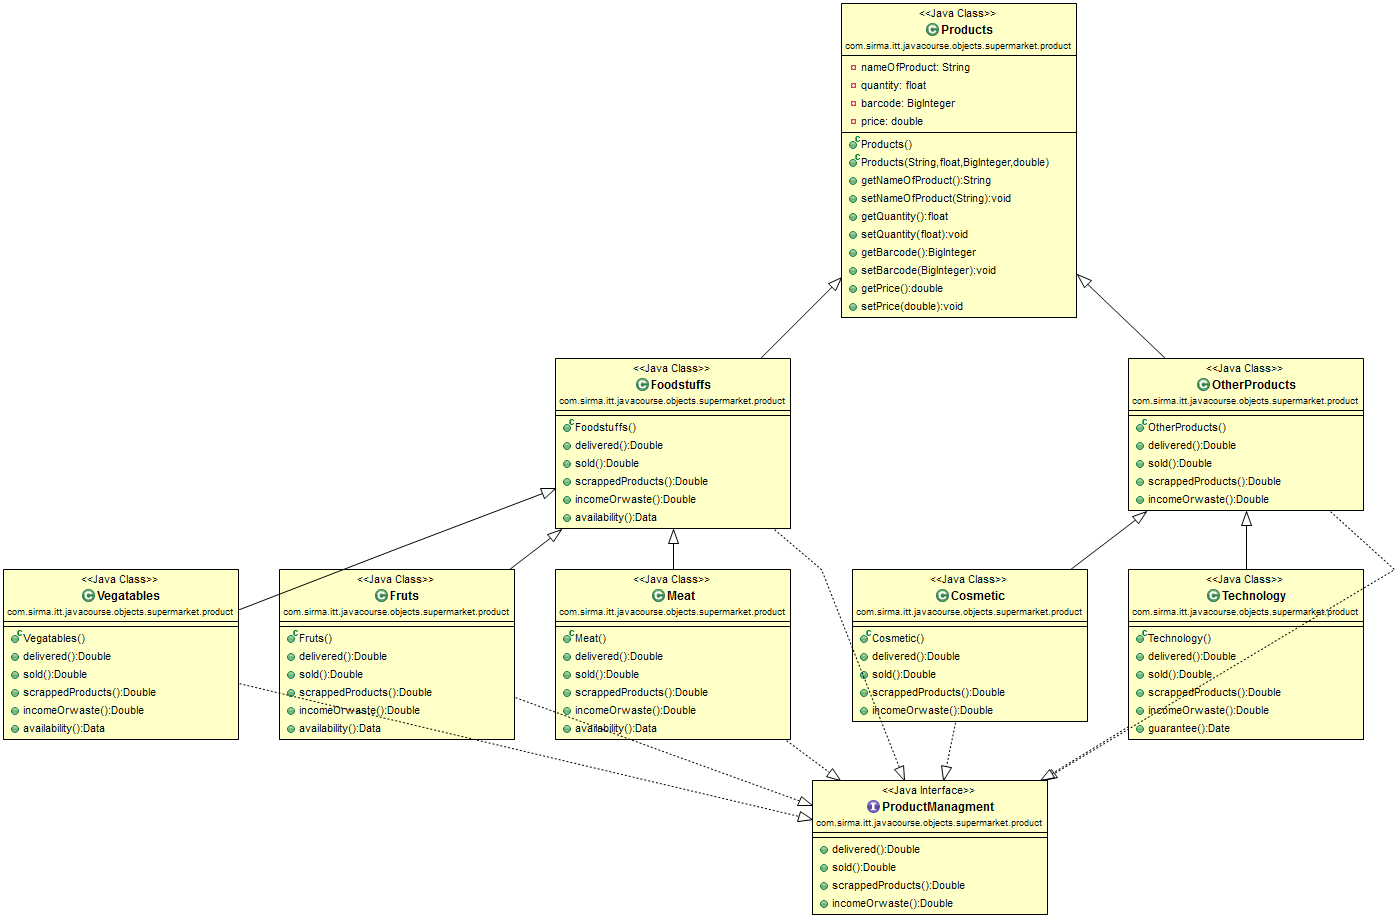 <<Java Class>>
Products
com.sirma.itt.javacourse.objects.supermarket.product
nameOfProduct: String
quantity: float
barcode: BigInteger
price: double
Products()
Products(String,float,BigInteger,double)
getNameOfProduct():String
setNameOfProduct(String):void
getQuantity():float
setQuantity(float):void
getBarcode():BigInteger
setBarcode(BigInteger):void
getPrice():double
setPrice(double):void
<<Java Class>>
Foodstuffs
com.sirma.itt.javacourse.objects.supermarket.product
Foodstuffs()
delivered():Double
sold():Double
scrappedProducts():Double
incomeOrwaste():Double
availability():Data
<<Java Class>>
OtherProducts
com.sirma.itt.javacourse.objects.supermarket.product
OtherProducts()
delivered():Double
sold():Double
scrappedProducts():Double
incomeOrwaste():Double
<<Java Class>>
Vegatables
com.sirma.itt.javacourse.objects.supermarket.product
Vegatables()
delivered():Double
sold():Double
scrappedProducts():Double
incomeOrwaste():Double
availability():Data
<<Java Class>>
Fruts
com.sirma.itt.javacourse.objects.supermarket.product
Fruts()
delivered():Double
sold():Double
scrappedProducts():Double
incomeOrwaste():Double
availability():Data
<<Java Class>>
Meat
com.sirma.itt.javacourse.objects.supermarket.product
Meat()
delivered():Double
sold():Double
scrappedProducts():Double
incomeOrwaste():Double
availability():Data
<<Java Class>>
Cosmetic
com.sirma.itt.javacourse.objects.supermarket.product
Cosmetic()
delivered():Double
sold():Double
scrappedProducts():Double
incomeOrwaste():Double
<<Java Class>>
Technology
com.sirma.itt.javacourse.objects.supermarket.product
Technology()
delivered():Double
sold():Double
scrappedProducts():Double
incomeOrwaste():Double
guarantee():Date
<<Java Interface>>
ProductManagment
com.sirma.itt.javacourse.objects.supermarket.product
delivered():Double
sold():Double
scrappedProducts():Double
incomeOrwaste():Double